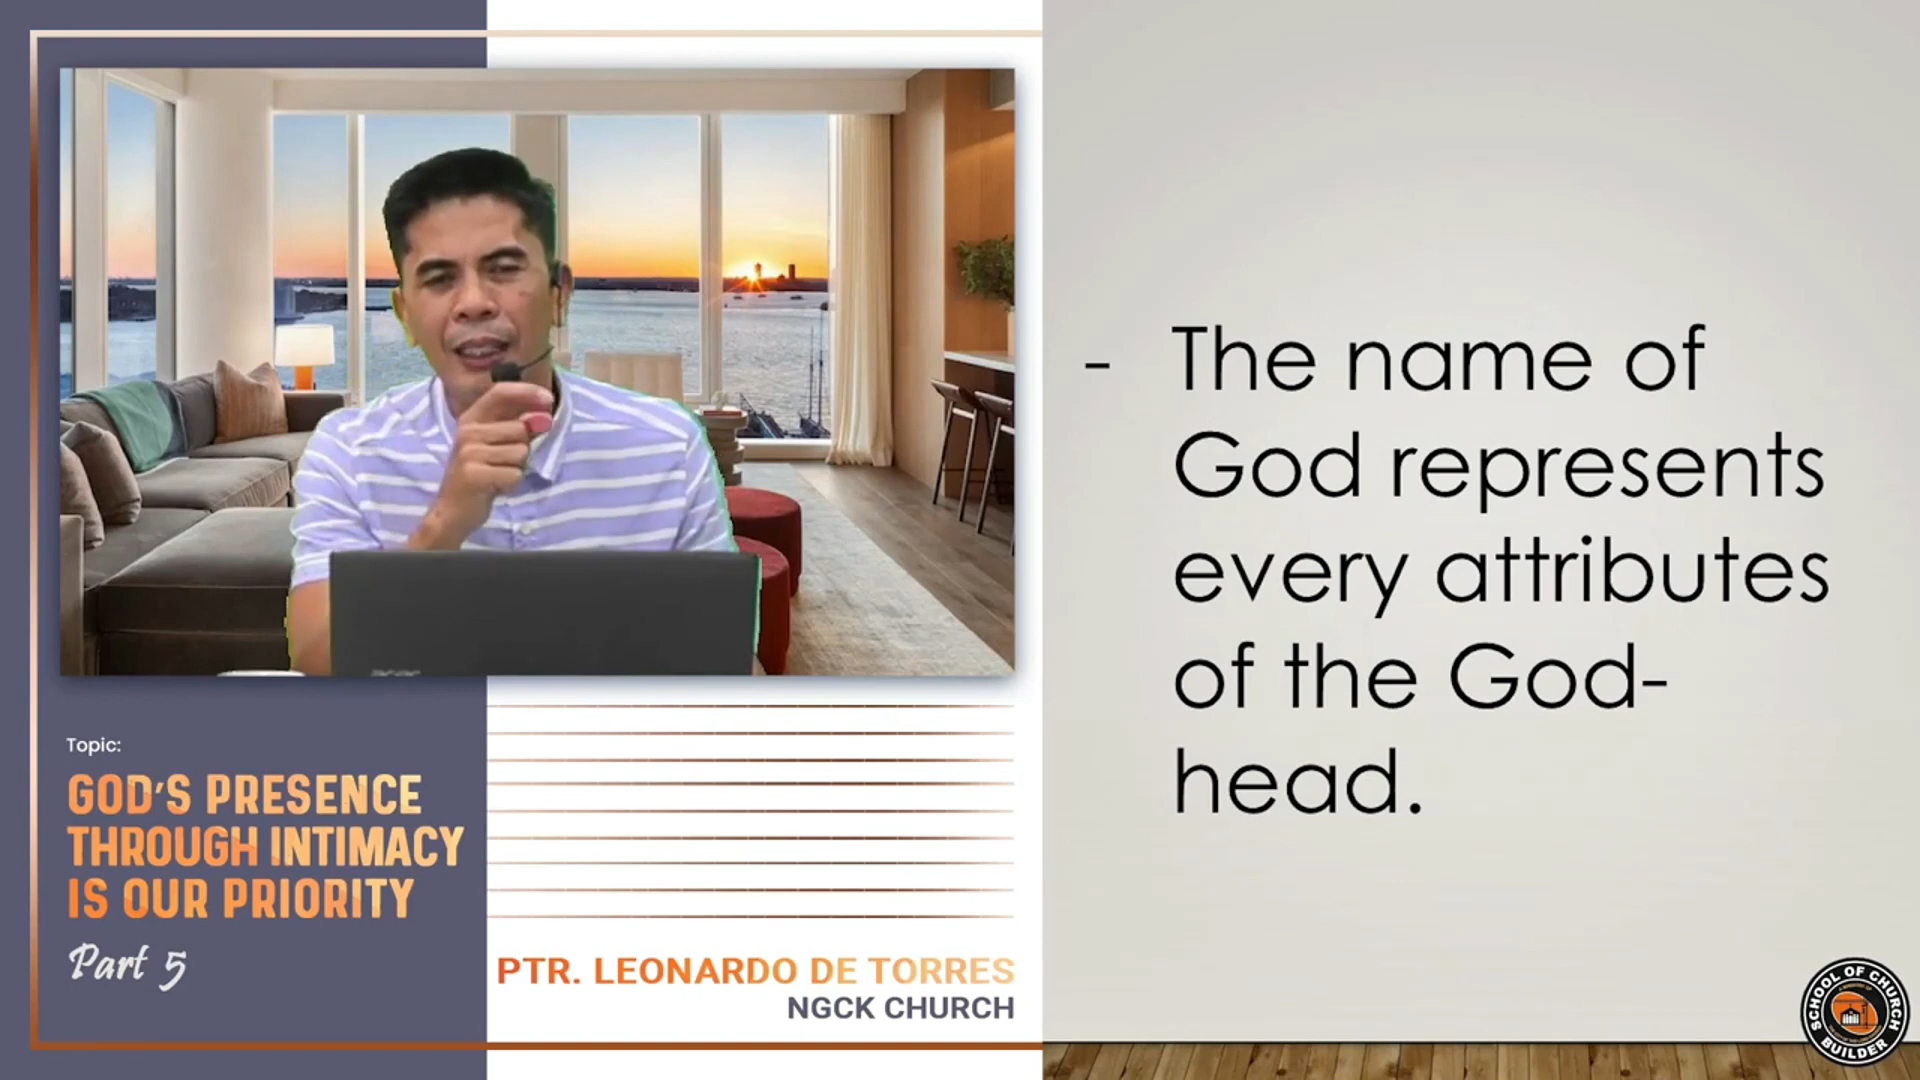 Topic:
GOD'S PRESENCE
THROUGH INTIMACY
IS OUR PRIORITY
Part 5
PTR. LEONARDO DE TORRES
NGCK CHURCH
- The name of
God represents
every attributes
of the God-
head.
SCHOOL OF CHURCH
BUILDER